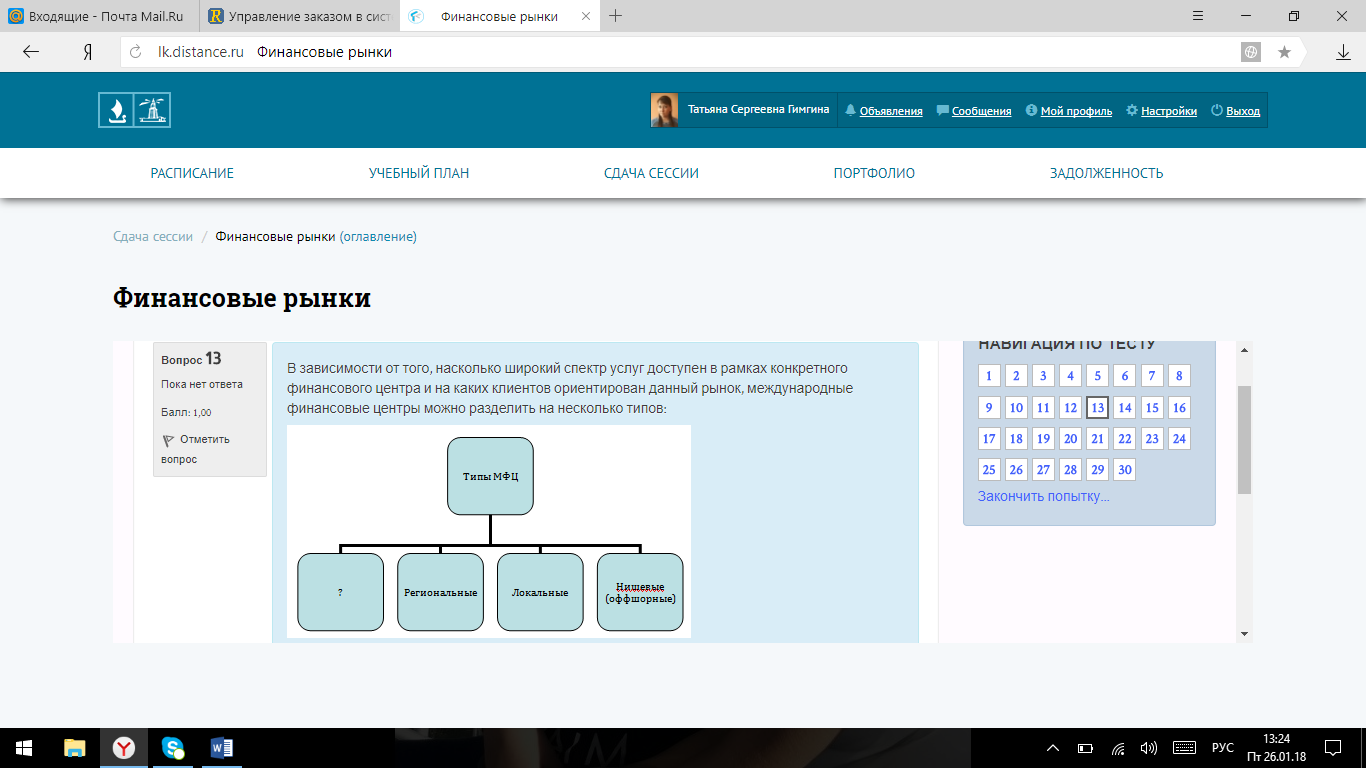 Входящие - Почта Mail.Ru
Управление заказом в сист
Финансовые рынки
Я
lk.distance.ru Финансовые рынки
Татьяна Сергеевна Гимгина
Объявления
Сообщения
Мой профиль
Настройки
Выход
РАСПИСАНИЕ
УЧЕБНЫЙ ПЛАН
СДАЧА СЕССИИ
ПОРТФОЛИО
ЗАДОЛЖЕННОСТЬ
Сдача сессии / Финансовые рынки (оглавление)
Финансовые рынки
Вопрос 13
Пока нет ответа
Балл: 1,00
Отметить
вопрос
В зависимости от того, насколько широкий спектр услуг доступен в рамках конкретного
финансового центра и на каких клиентов ориентирован данный рынок, международные
финансовые центры можно разделить на несколько типов:
Типы МФЦ
?
Региональные
Локальные
Нишевые
(оффшорные)
НАВИГАЦИЯ ПО ТЕСТУ
1 2 3 4 5 6 7 8
9 10 11 12 13 14 15 16
17 18 19 20 21 22 23 24
25 26 27 28 29 30
Закончить попытку...
РУС
13:24
Пт 26.01.18